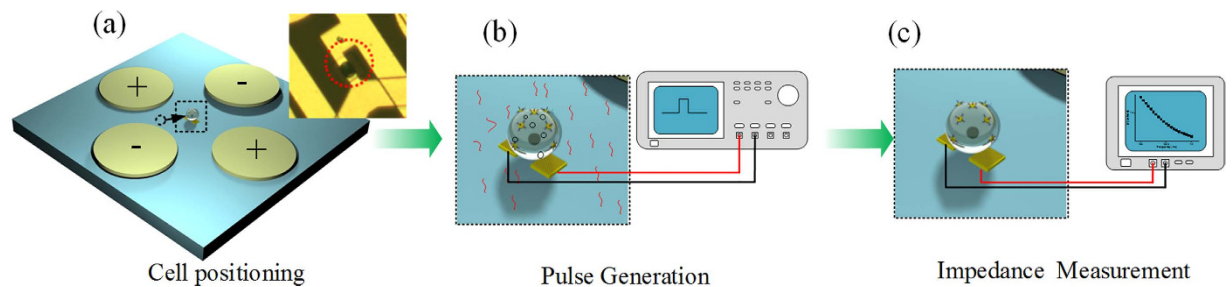 (a)
(b)
(c)
+
-
-
+
Cell positioning
Pulse Generation
Impedance Measurement